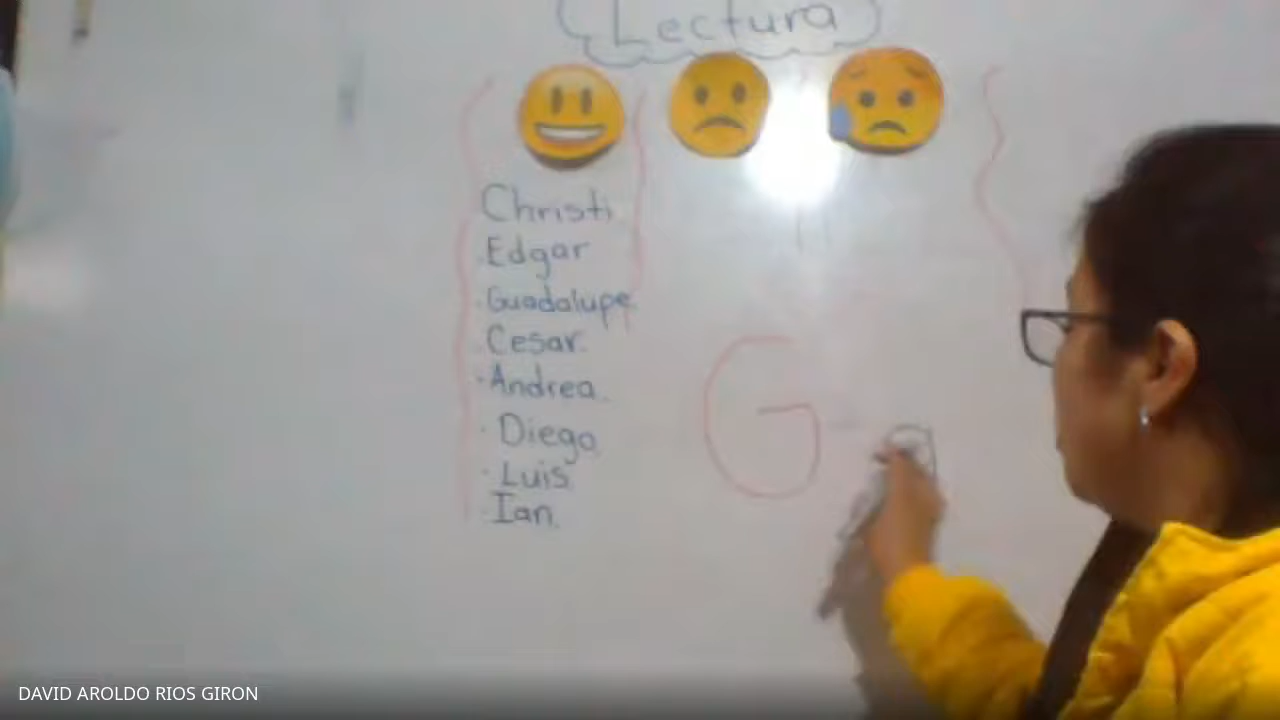 Lectura
Christi
·Edgar
·Guadalupe.
·Cesar.
·Andrea.
·Diego.
·Luis
·Ian.
G-
DAVID AROLDO RIOS GIRON